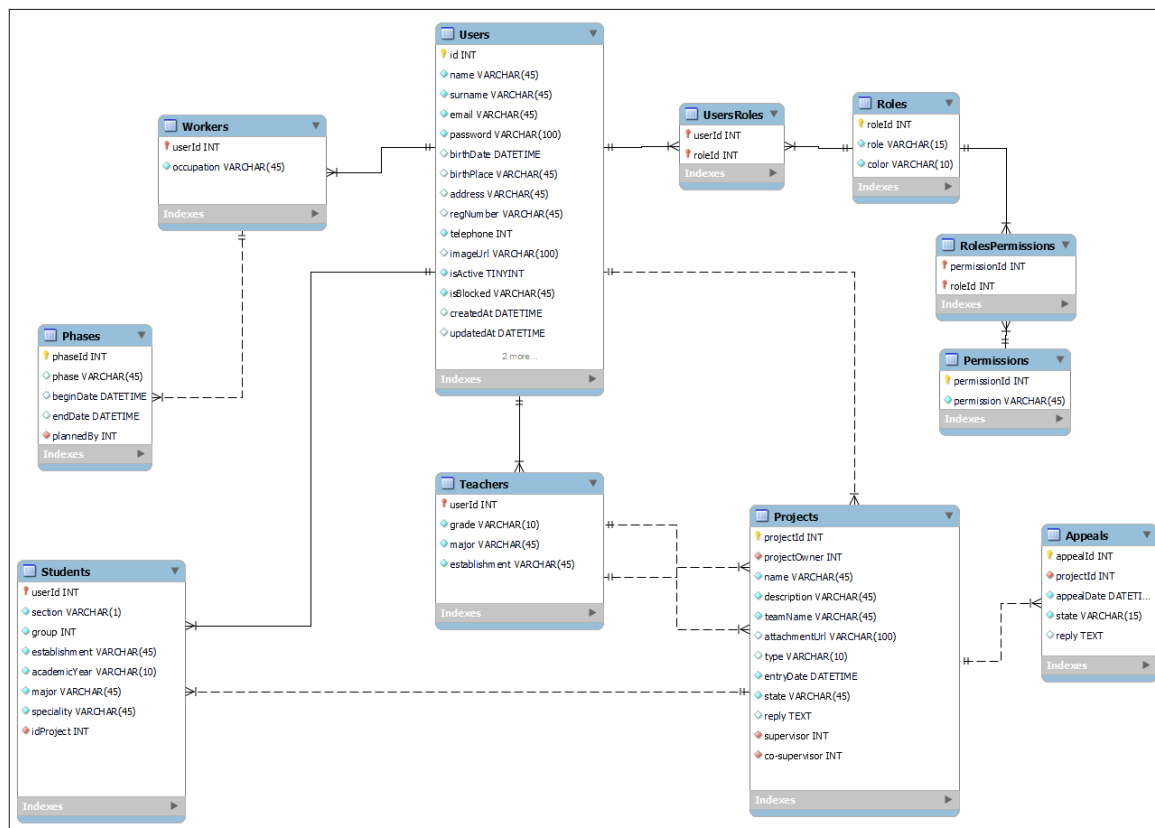 Users
id INT
name VARCHAR(45)
surname VARCHAR(45)
email VARCHAR(45)
password VARCHAR(100)
birthDate DATETIME
birthPlace VARCHAR(45)
address VARCHAR(45)
regNumber VARCHAR(45)
telephone INT
imageUrl VARCHAR(100)
isActive TINYINT
isBlocked VARCHAR(45)
createdAt DATETIME
updatedAt DATETIME
2 more...
Indexes
Workers
userId INT
occupation VARCHAR(45)
Indexes
UsersRoles
userId INT
roleId INT
Indexes
Roles
roleId INT
role VARCHAR(15)
color VARCHAR(10)
Indexes
RolesPermissions
permissionId INT
roleId INT
Indexes
Permissions
permissionId INT
permission VARCHAR(45)
Indexes
Phases
phaseId INT
phase VARCHAR(45)
beginDate DATETIME
endDate DATETIME
plannedBy INT
Indexes
Teachers
userId INT
grade VARCHAR(10)
major VARCHAR(45)
establishment VARCHAR(45)
Indexes
Projects
projectId INT
projectOwner INT
name VARCHAR(45)
description VARCHAR(45)
teamName VARCHAR(45)
attachmentUrl VARCHAR(100)
type VARCHAR(10)
entryDate DATETIME
state VARCHAR(45)
reply TEXT
supervisor INT
co-supervisor INT
Indexes
Appeals
appealId INT
projectId INT
appealDate DATETI...
state VARCHAR(15)
reply TEXT
Indexes
Students
userId INT
section VARCHAR(1)
group INT
establishment VARCHAR(45)
academicYear VARCHAR(10)
major VARCHAR(45)
speciality VARCHAR(45)
idProject INT
Indexes